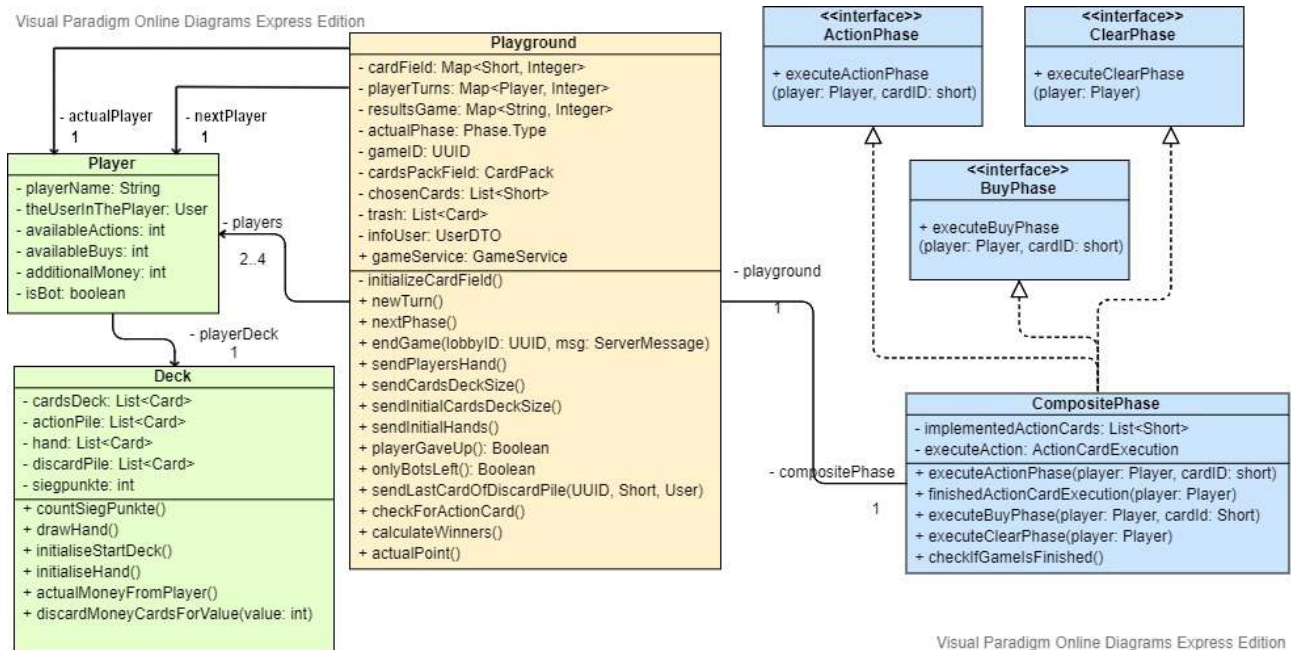 Visual Paradigm Online Diagrams Express Edition
- actualPlayer
1
- nextPlayer
1
Player
- playerName: String
- theUserInThePlayer: User
- availableActions: int
- availableBuys: int
- additionalMoney: int
- isBot: boolean
- players
2..4
- playerDeck
1
Deck
- cardsDeck: List<Card>
- actionPile: List<Card>
- hand: List<Card>
- discardPile: List<Card>
- siegpunkte: int
+ countSiegPunkte()
+ drawHand()
+ initialiseStartDeck()
+ initialiseHand()
+ actualMoneyFromPlayer()
+ discardMoneyCardsForValue(value: int)
Playground
- cardField: Map<Short, Integer>
- playerTurns: Map<Player, Integer>
- resultsGame: Map<String, Integer>
- actualPhase: Phase.Type
- gameID: UUID
- cardsPackField: CardPack
- chosenCards: List<Short>
- trash: List<Card>
- infoUser: UserDTO
+ gameService: GameService
- initializeCardField()
+ newTurn()
+ nextPhase()
+ endGame(lobbyID: UUID, msg: ServerMessage)
+ sendPlayersHand()
+ sendCardsDeckSize()
+ sendInitialCardsDeckSize()
+ sendInitialHands()
+ playerGaveUp(): Boolean
+ onlyBotsLeft(): Boolean
+ sendLastCardOfDiscardPile(UUID, Short, User)
+ checkForActionCard()
+ calculateWinners()
+ actualPoint()
- playground
1
- compositePhase
1
<<interface>>
ActionPhase
+ executeActionPhase
(player: Player, cardID: short)
<<interface>>
ClearPhase
+ executeClearPhase
(player: Player)
<<interface>>
BuyPhase
+ executeBuyPhase
(player: Player, cardID: short)
CompositePhase
- implementedActionCards: List<Short>
- executeAction: ActionCardExecution
+ executeActionPhase(player: Player, cardID: short)
+ finishedActionCardExecution(player: Player)
+ executeBuyPhase(player: Player, cardId: Short)
+ executeClearPhase(player: Player)
+ checkIfGameIsFinished()
Visual Paradigm Online Diagrams Express Edition